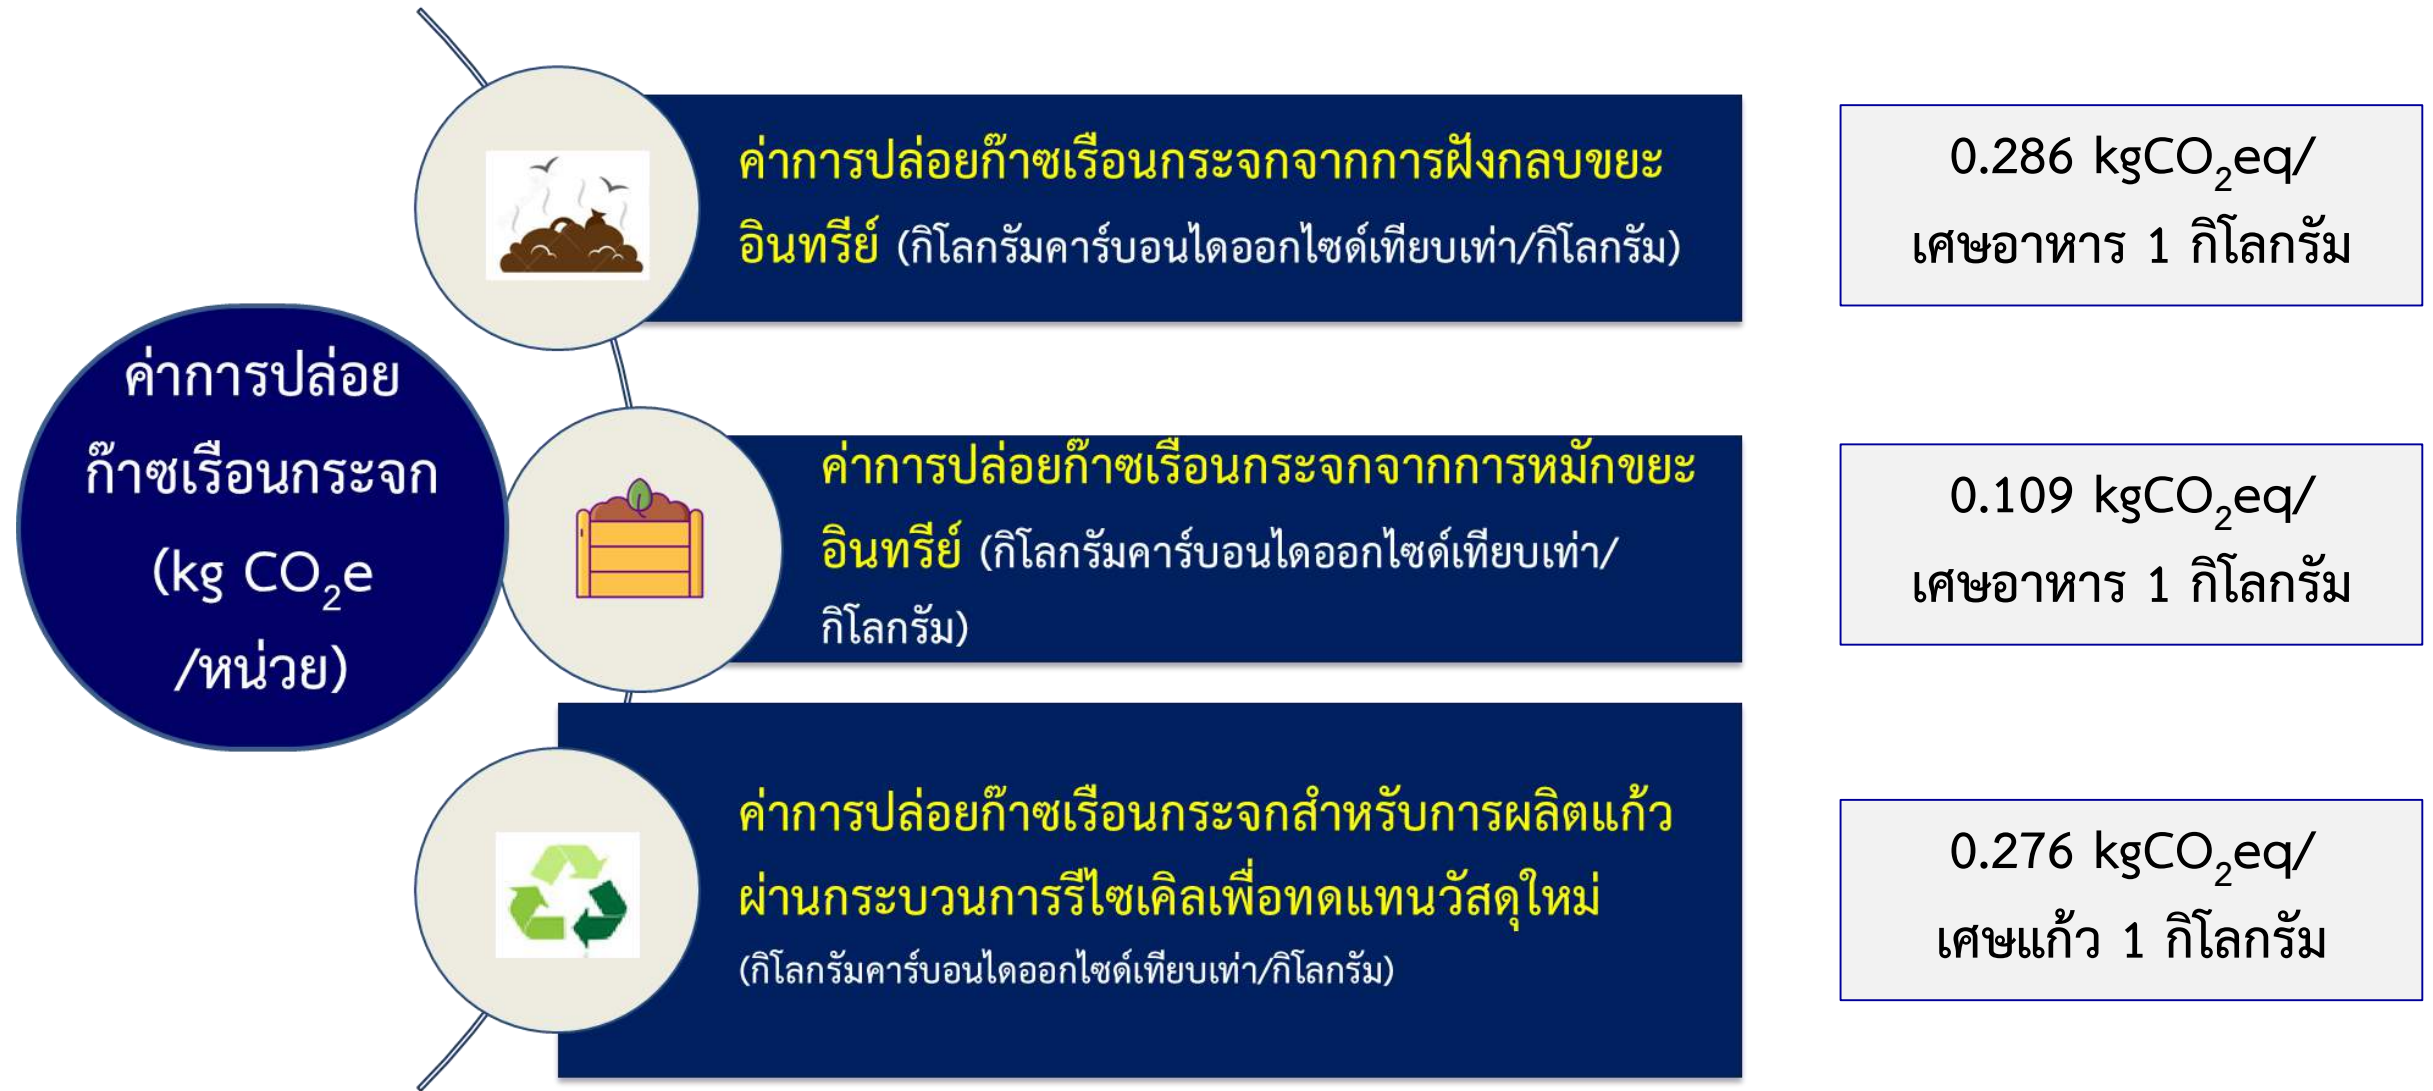 ค่าการปล่อย
ก๊าซเรือนกระจก
(kg CO₂e
/หน่วย)
ค่าการปล่อยก๊าซเรือนกระจกจากการฝังกลบขยะ
อินทรีย์ (กิโลกรัมคาร์บอนไดออกไซด์เทียบเท่า/กิโลกรัม)
0.286 kgCO₂eq/
เศษอาหาร 1 กิโลกรัม
ค่าการปล่อยก๊าซเรือนกระจกจากการหมักขยะ
อินทรีย์ (กิโลกรัมคาร์บอนไดออกไซด์เทียบเท่า/
กิโลกรัม)
0.109 kgCO₂eq/
เศษอาหาร 1 กิโลกรัม
ค่าการปล่อยก๊าซเรือนกระจกสำหรับการผลิตแก้ว
ผ่านกระบวนการรีไซเคิลเพื่อทดแทนวัสดุใหม่
(กิโลกรัมคาร์บอนไดออกไซด์เทียบเท่า/กิโลกรัม)
0.276 kgCO₂eq/
เศษแก้ว 1 กิโลกรัม